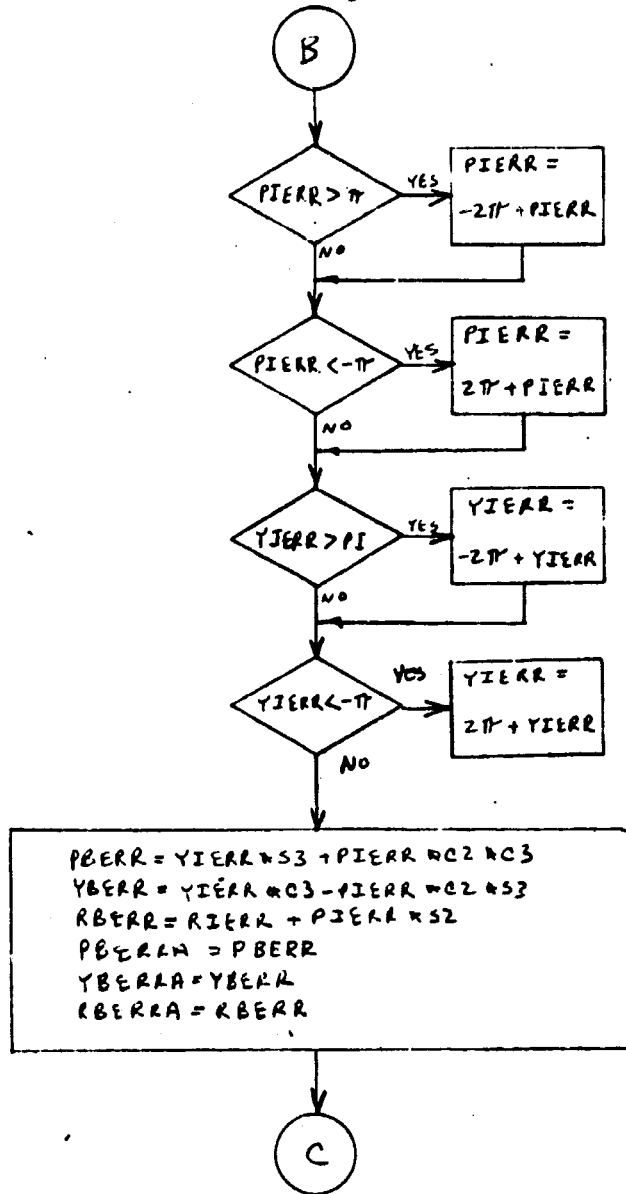 B
PIERR > π
YES
PIERR =
-2π + PIERR
NO
PIERR < -π
YES
PIERR =
2π + PIERR
NO
YIERR > PI
YES
YIERR =
-2π + YIERR
NO
YIERR < -π
YES
YIERR =
2π + YIERR
NO
PBERR = YIERR * S3 + PIERR * C2 * C3
YBERR = YIERR * C3 - PIERR * C2 * S3
RBERR = RIERR + PIERR * S2
PBERRA = PBERR
YBERRA = YBERR
RBERRA = RBERR
C